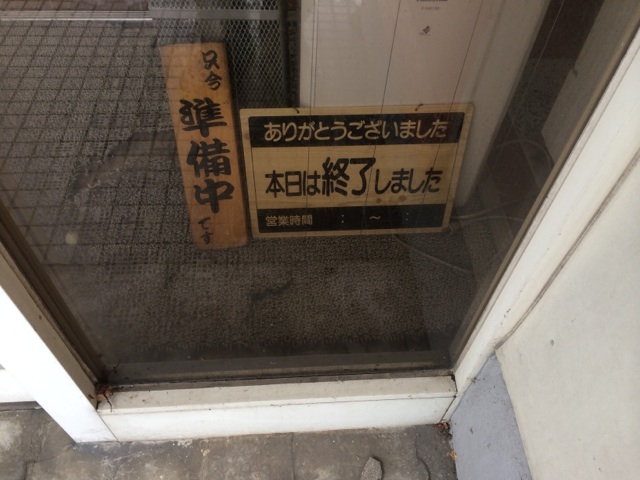 只今
準備中
です
ありがとうございました
本日は終了しました
営業時間 : ～ :